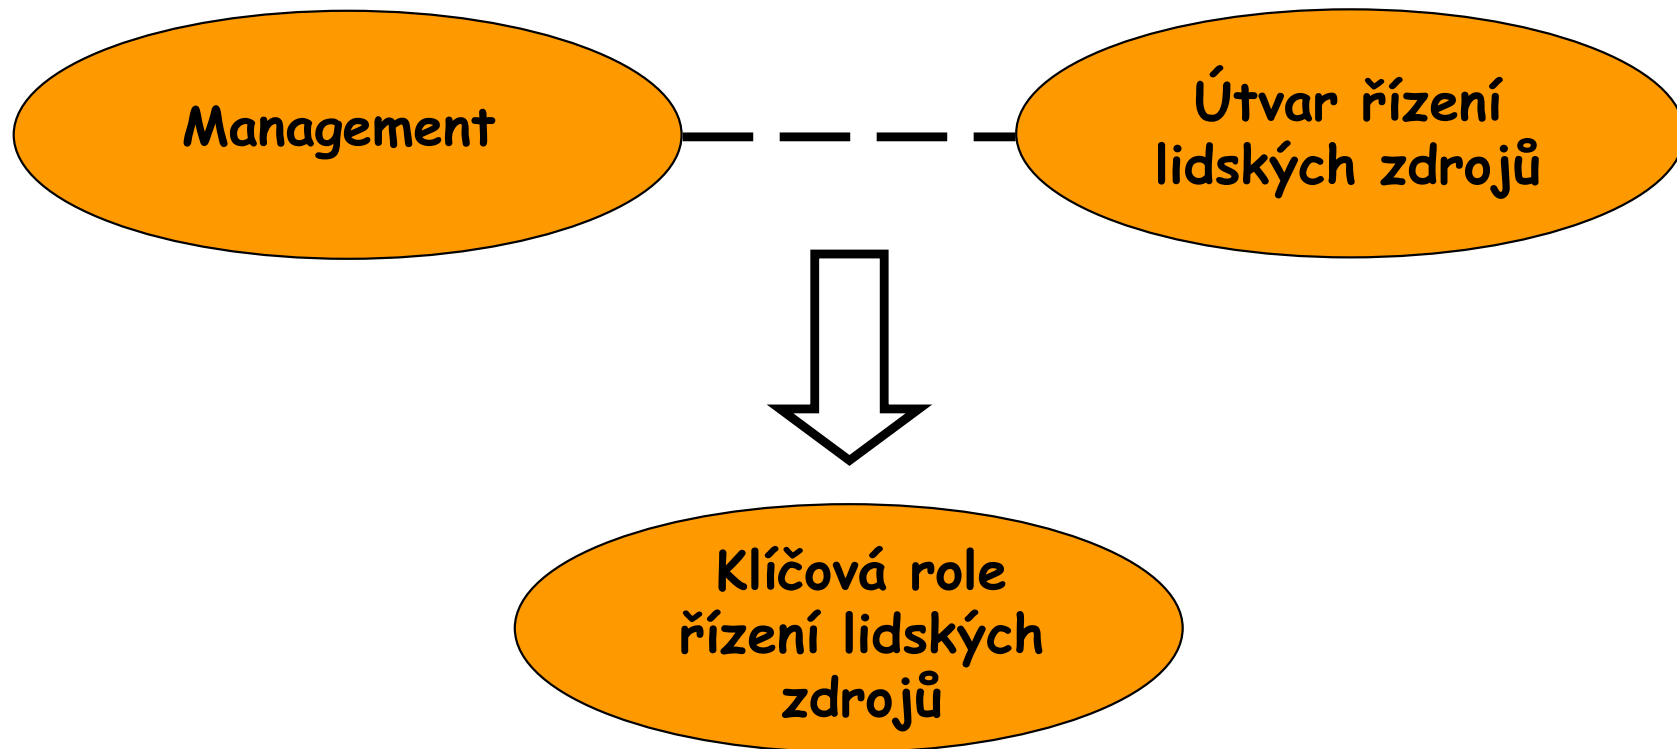 Management
Útvar řízení
lidských zdrojů
Klíčová role
řízení lidských
zdrojů